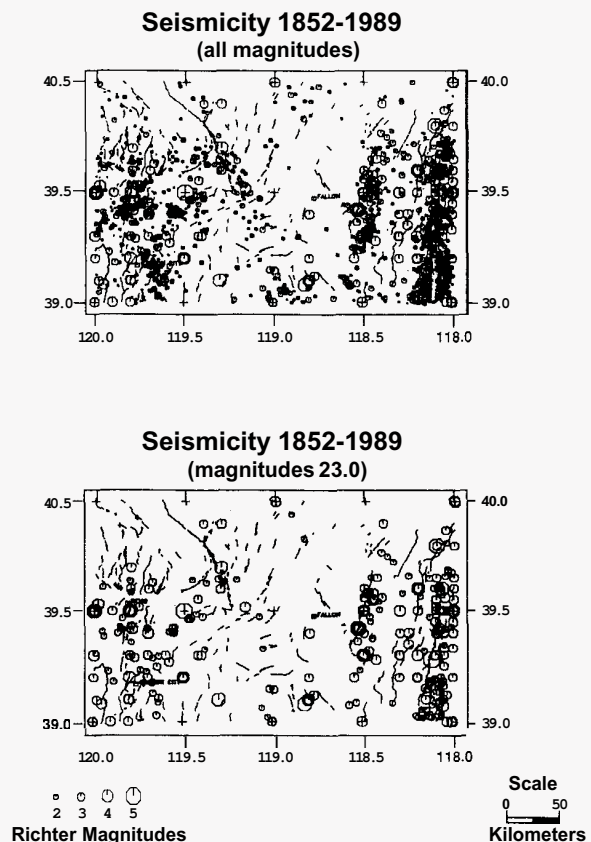 Seismicity 1852-1989
(all magnitudes)
40.5
40.0
FALLON
39.5
39.5
39.0
39.0
120.0 119.5 119.0 118.5 118.0
Seismicity 1852-1989
(magnitudes 23.0)
40.5
40.0
39.5
FALLON
39.5
39.0
39.0
120.0 119.5 119.0 118.5 118.0
2 3 4 5
Richter Magnitudes
Scale
0 50
Kilometers